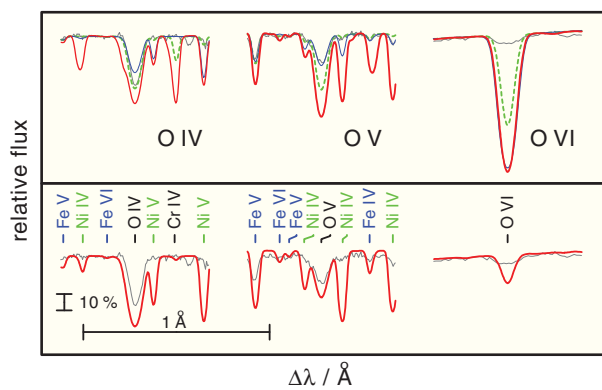 relative flux
O IV
O V
O VI
Fe V
Ni IV
Fe VI
O IV
Ni V
Cr IV
Ni V
Fe V
Fe VI
Fe V
Ni IV
O V
Ni IV
Fe IV
Ni IV
O VI
10 %
1 Å
Δλ / Å